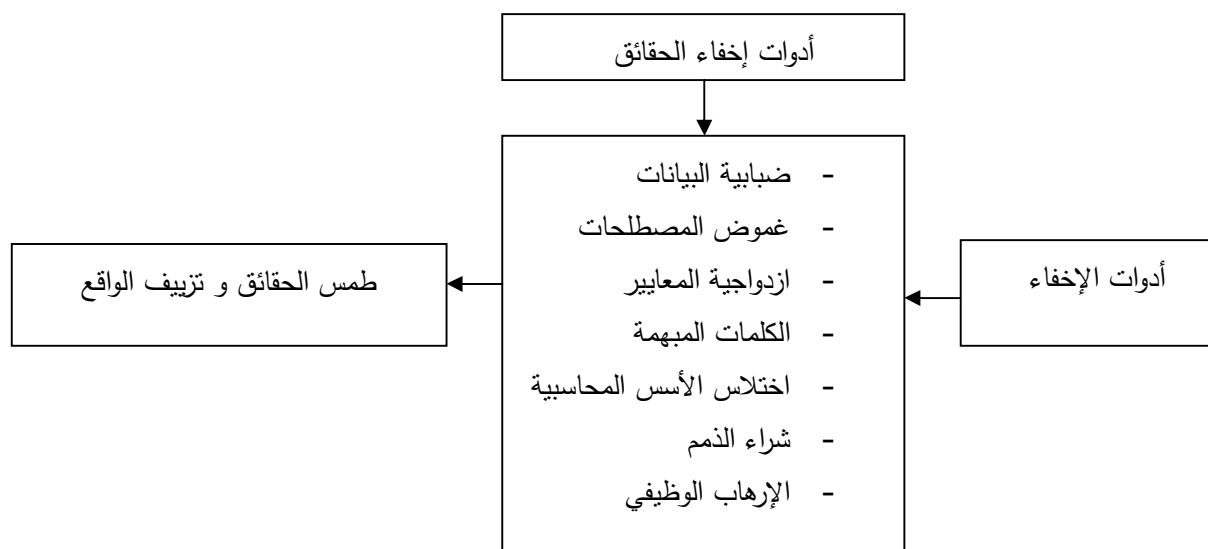 أدوات إخفاء الحقائق
أدوات الإخفاء
- ضبابية البيانات
- غموض المصطلحات
- ازدواجية المعايير
- الكلمات المبهمة
- اختلاس الأسس المحاسبية
- شراء الذمم
- الإرهاب الوظيفي
طمس الحقائق و تزييف الواقع